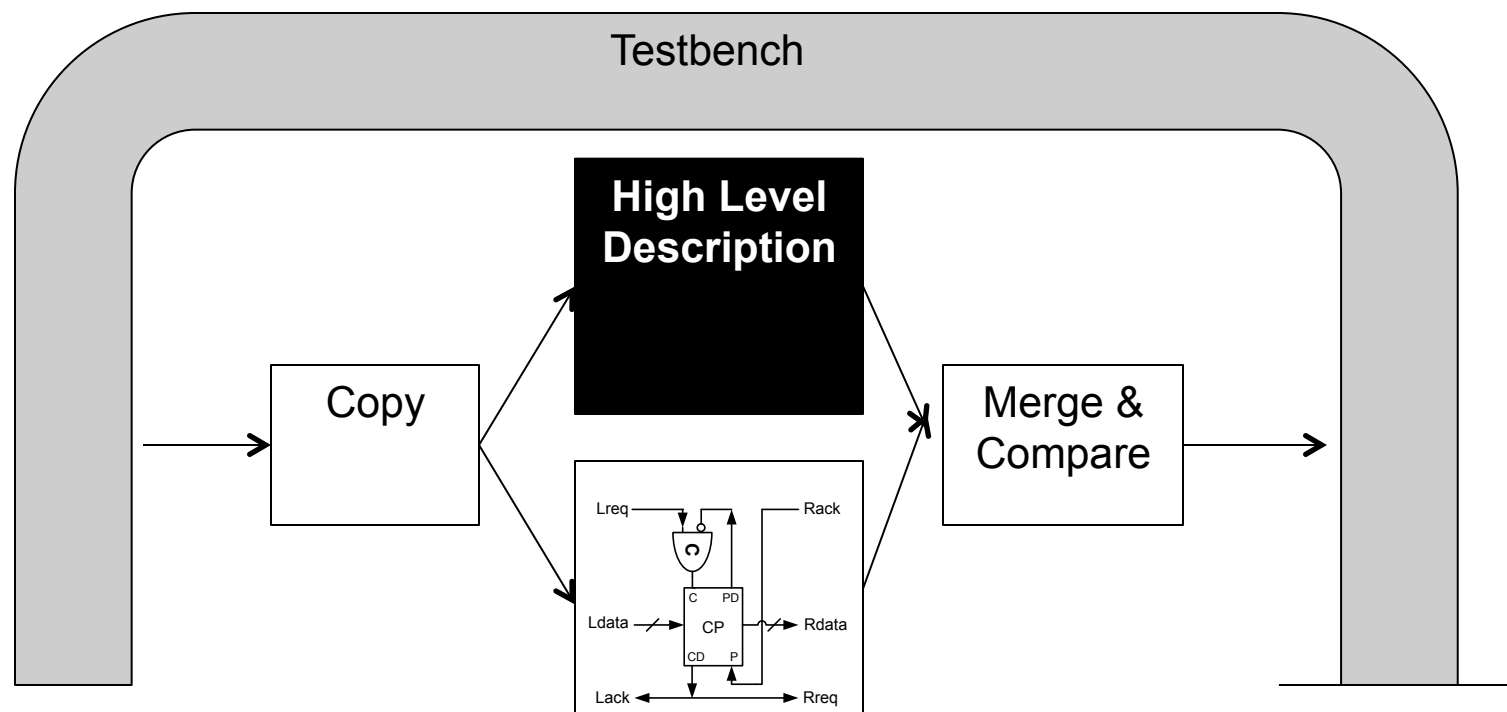 Testbench
High Level
Description
Copy
Merge &
Compare
Lreq
Rack
C
C
PD
Ldata
CP
Rdata
CD
P
Lack
Rreq